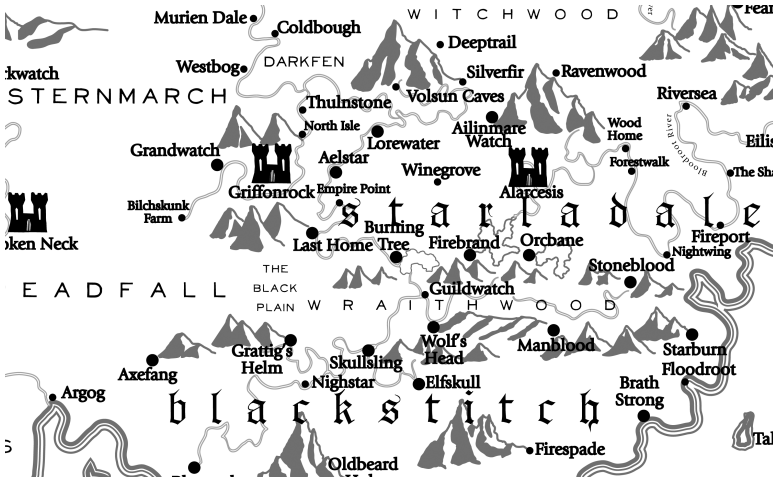 WITCHWOOD
Murien Dale
Coldbough
Deeptrail
DARKFEN
Westbog
Silverfir
Ravenwood
STERNMARCH
Thulnstone
Volsun Caves
Riversea
North Isle
Lorewater
Ailinmare
Watch
Wood
Home
Bloodroot River
Grandwatch
Aelstar
Forestwalk
Winegrove
Griffonrock
Empire Point
Alarcesis
Bilchskunk
Farm
starladale
Last Home
Burning
Tree
Firebrand
Orcbane
Fireport
Nightwing
Stoneblood
THE
BLACK
PLAIN
Guildwatch
EADFALL
WRAITHWOOD
Grattig's
Helm
Wolf's
Head
Manblood
Starburn
Skullsling
Axefang
Floodroot
Argog
Nighstar
Elfskull
Brath
Strong
blackstitch
Firespade
Oldbeard